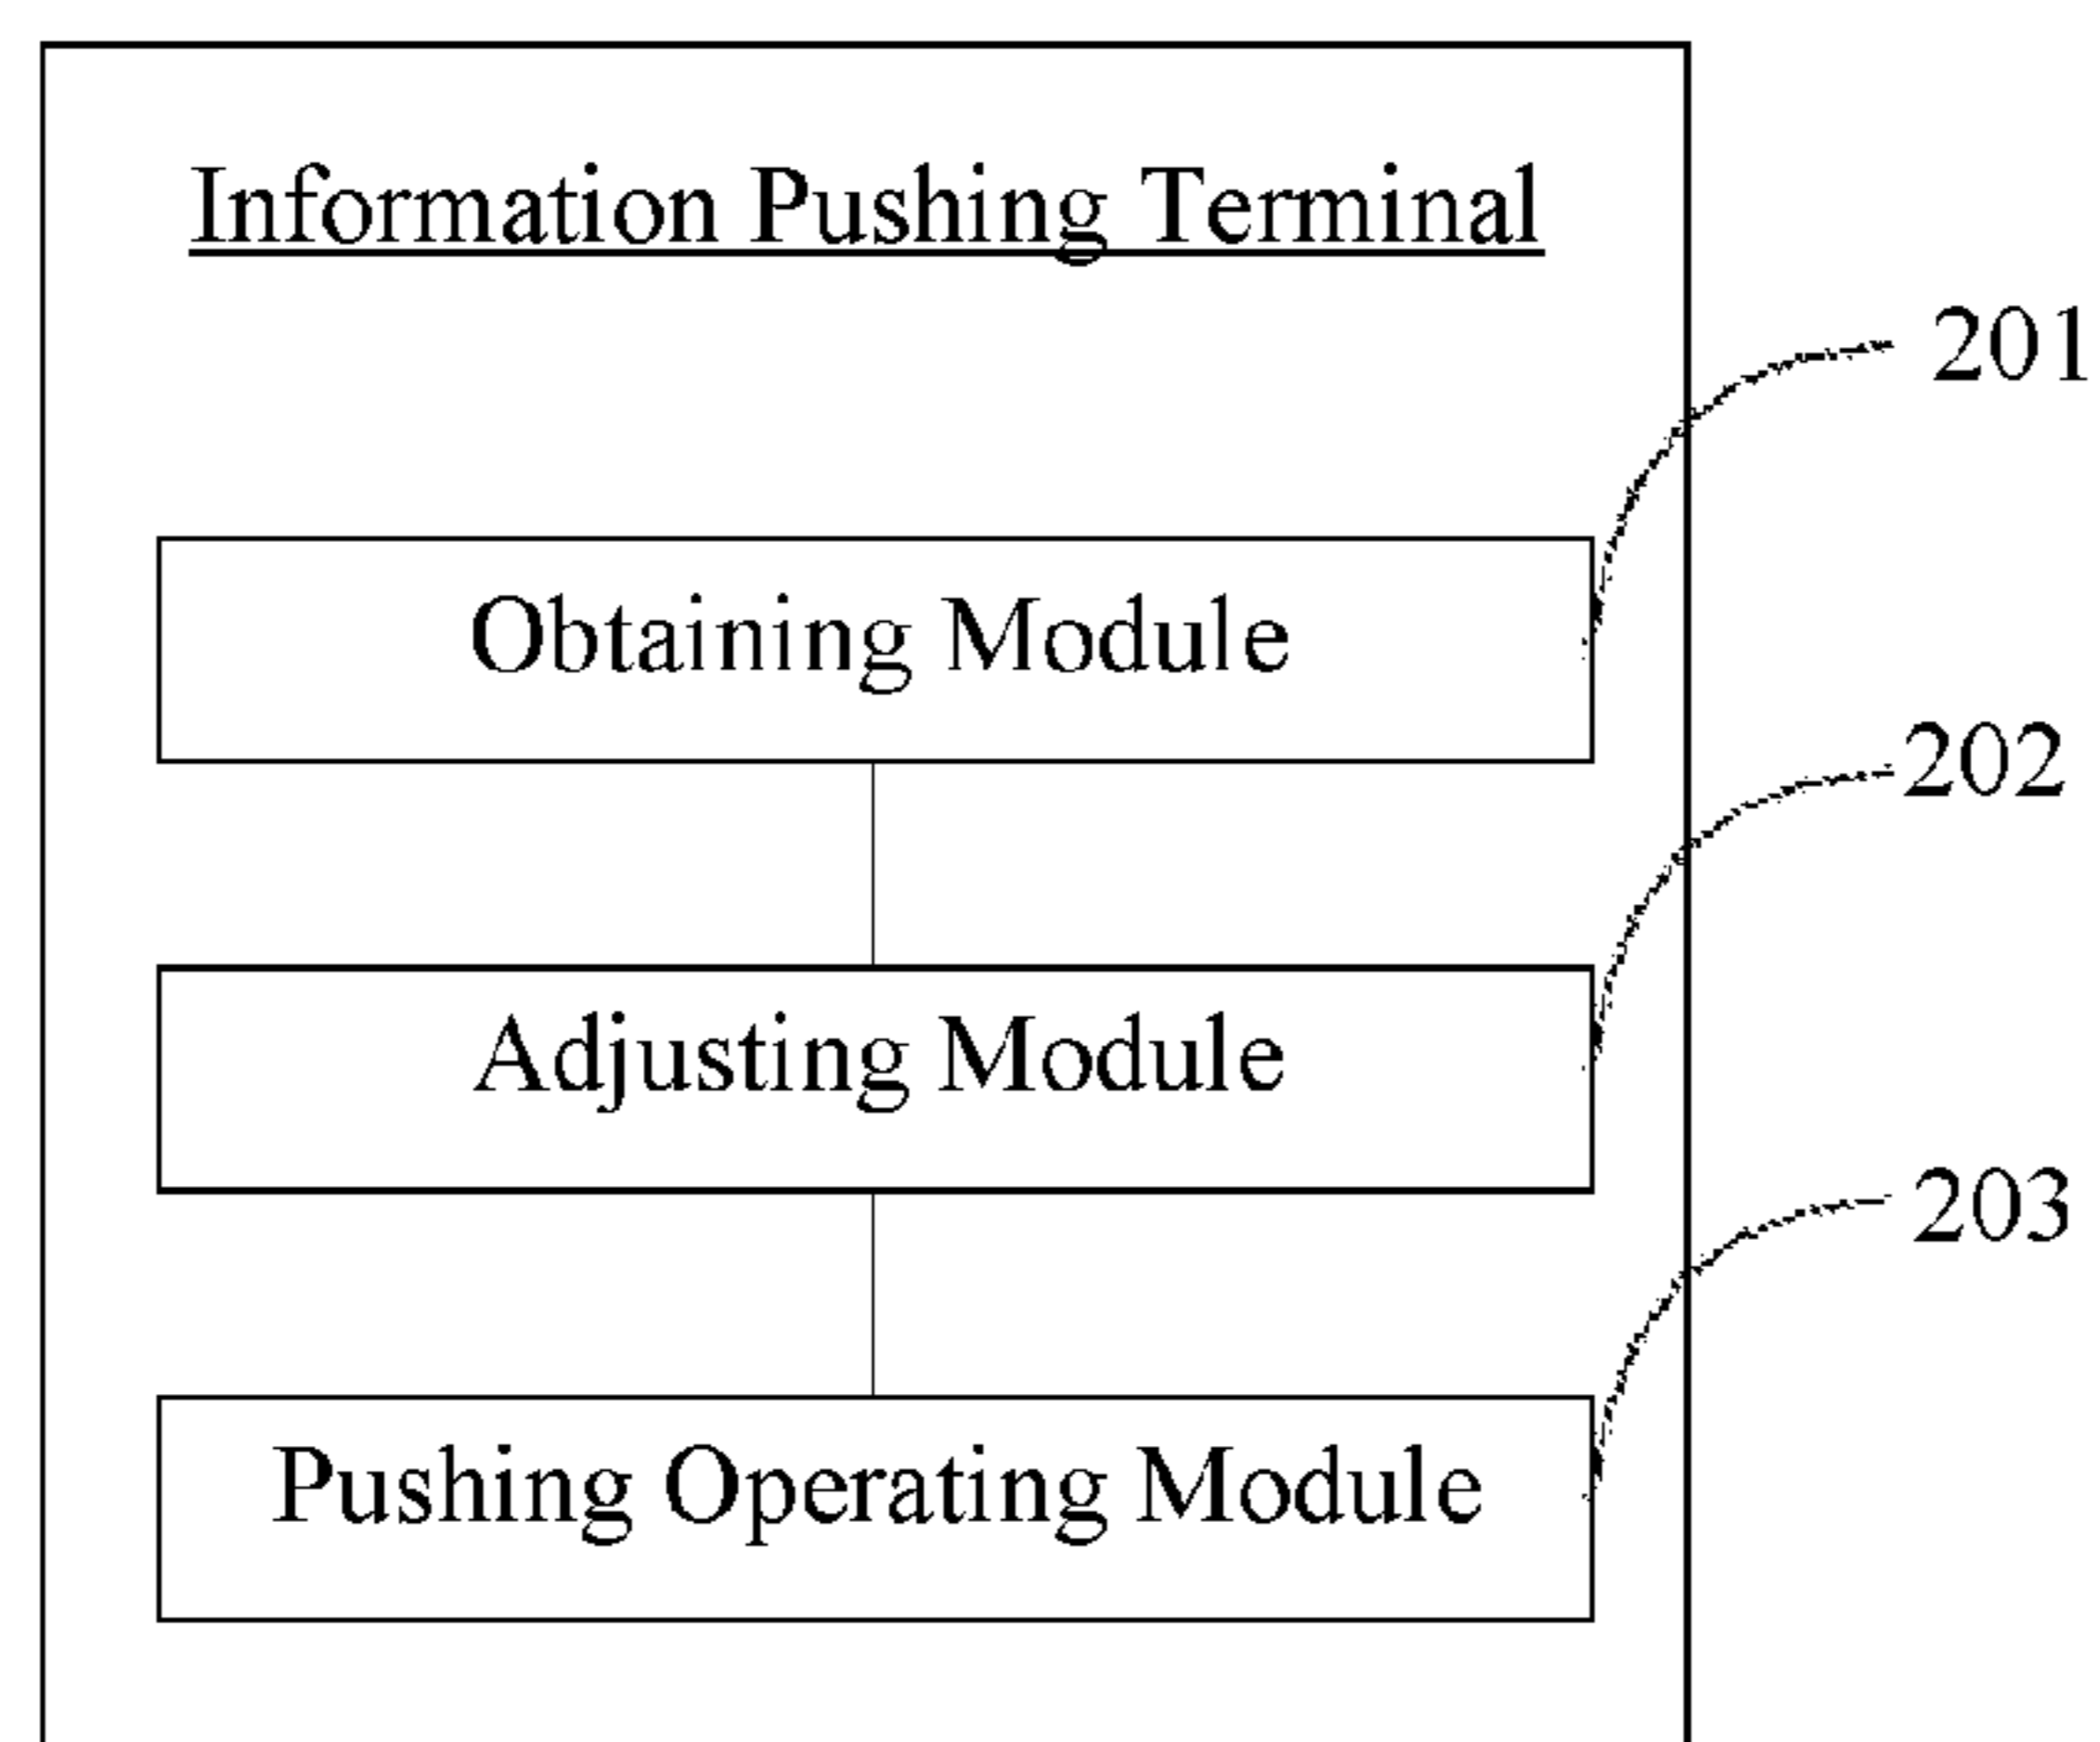 Information Pushing Terminal
201
Obtaining Module
202
Adjusting Module
203
Pushing Operating Module